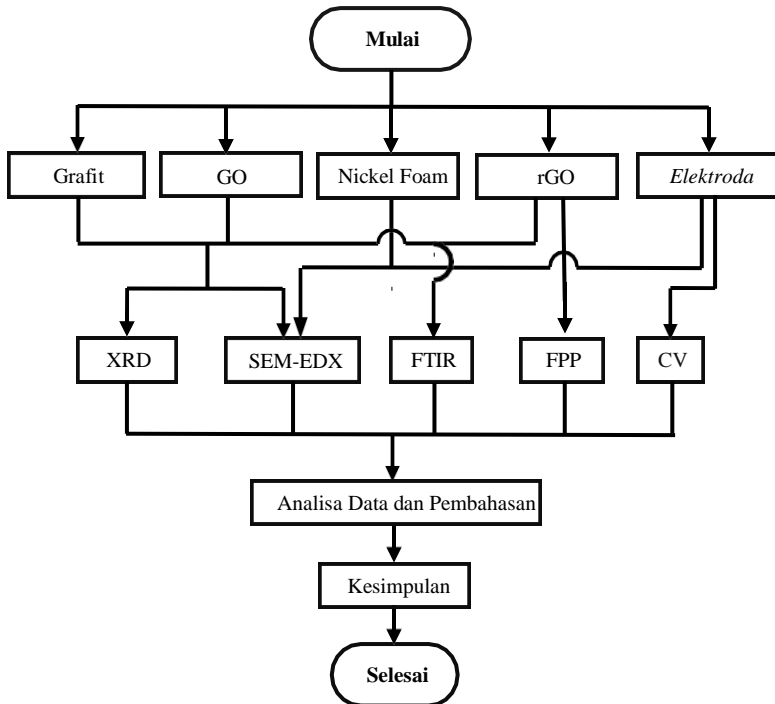 Mulai
Grafit
GO
Nickel Foam
rGO
Elektroda
XRD
SEM-EDX
FTIR
FPP
CV
Analisa Data dan Pembahasan
Kesimpulan
Selesai